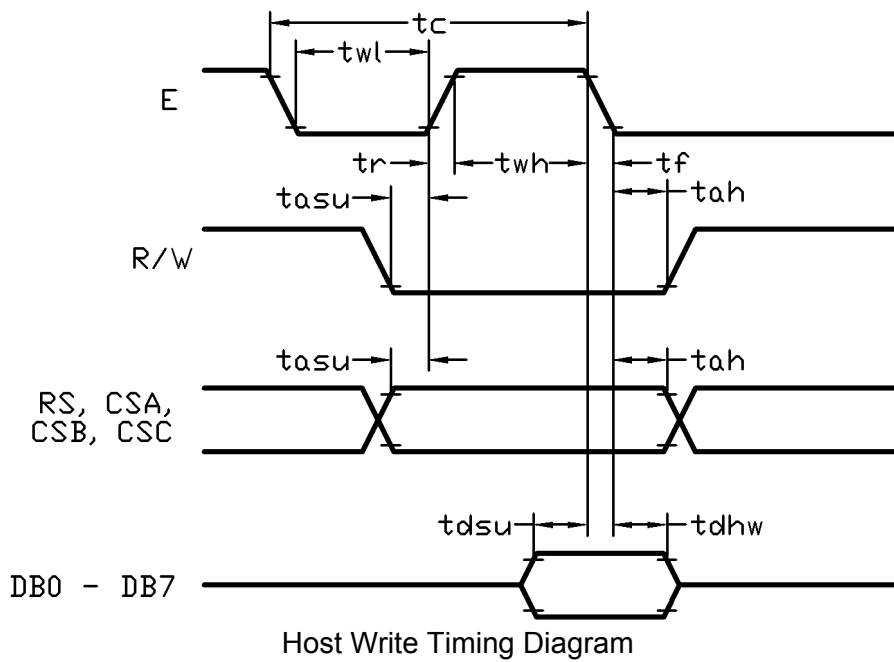 tc
twl
E
tr
twh
tf
tasu
tah
R/W
tasu
tah
RS, CSA,
CSB, CSC
tdsu
tdhw
DB0 - DB7
Host Write Timing Diagram